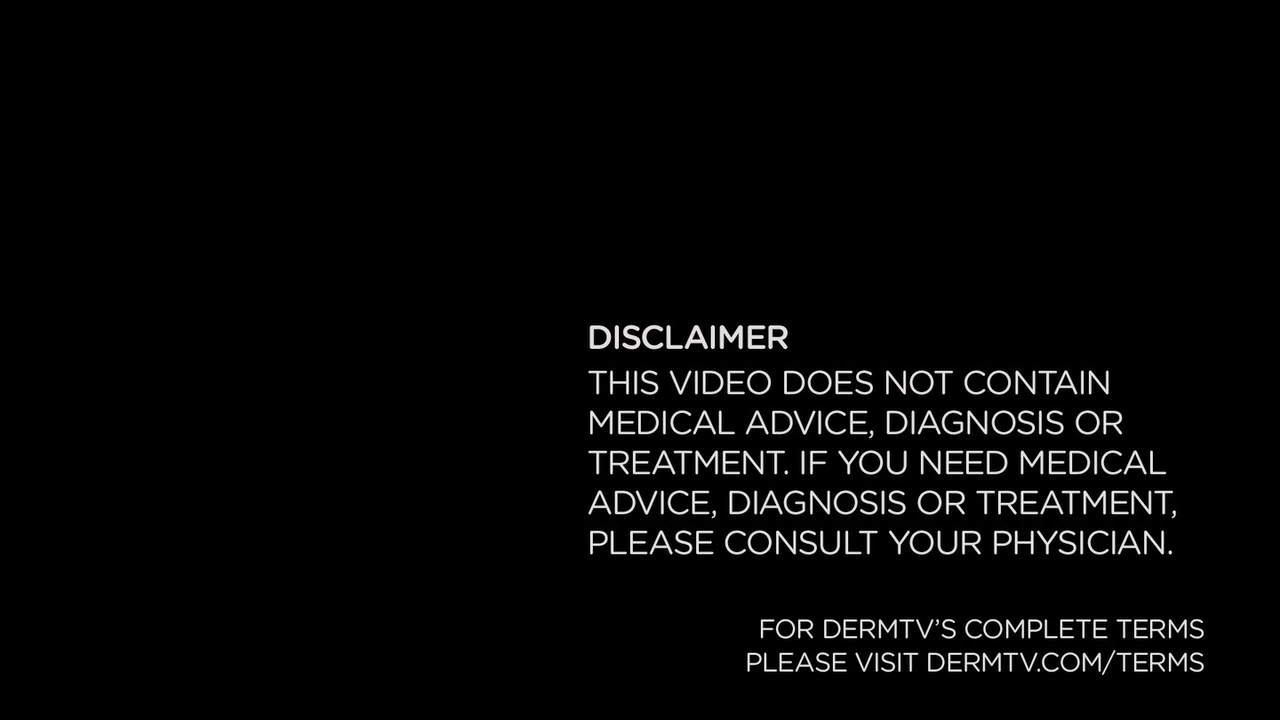 DISCLAIMER
THIS VIDEO DOES NOT CONTAIN
MEDICAL ADVICE, DIAGNOSIS OR
TREATMENT. IF YOU NEED MEDICAL
ADVICE, DIAGNOSIS OR TREATMENT,
PLEASE CONSULT YOUR PHYSICIAN.
FOR DERMTV’S COMPLETE TERMS
PLEASE VISIT DERMTV.COM/TERMS